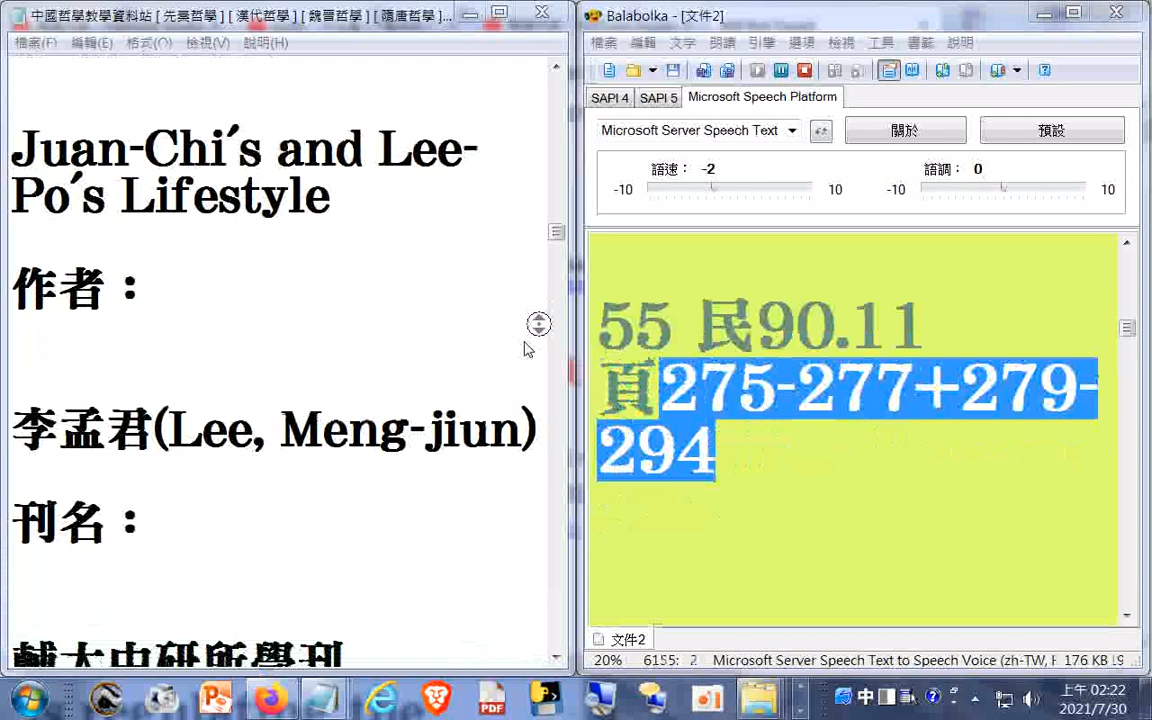 中國哲學教學資料站 [ 先秦哲學 ] [ 漢代哲學 ] [ 魏晉哲學 ] [ 隋唐哲學 ]...
檔案(F) 編輯(E) 格式(O) 檢視(V) 說明(H)
Juan-Chi´s and Lee-
Po´s Lifestyle
作者：
李孟君(Lee, Meng-jiun)
刊名：
輔大中研所學刊
Balabolka - [文件2]
檔案 編輯 文字 朗讀 引擎 選項 檢視 工具 書籤 說明
SAPI 4 SAPI 5 Microsoft Speech Platform
Microsoft Server Speech Text 關於 預設
語速： -2 語調： 0
-10 10 -10 10
55 民90.11
頁275-277+279-
294
文件2
20% 6155: 2 Microsoft Server Speech Text to Speech Voice (zh-TW, H 176 KB
中
上午 02:22
2021/7/30